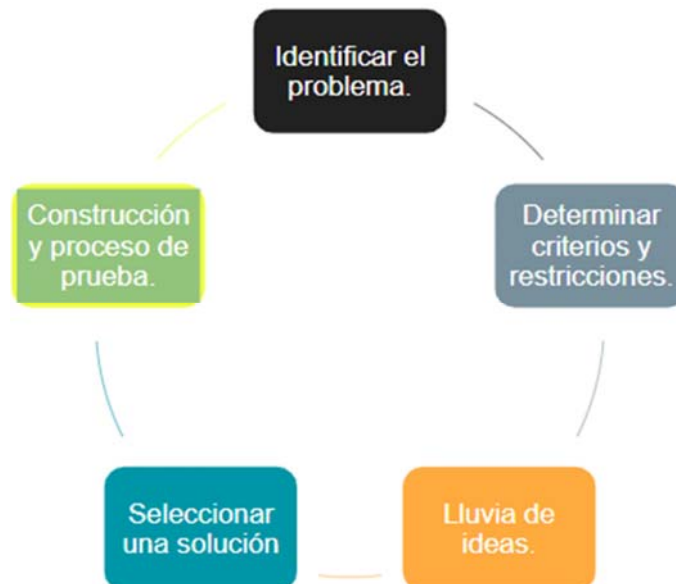 Identificar el
problema.
Determinar
criterios y
restricciones.
Lluvia de
ideas.
Seleccionar
una solución
Construcción
y proceso de
prueba.